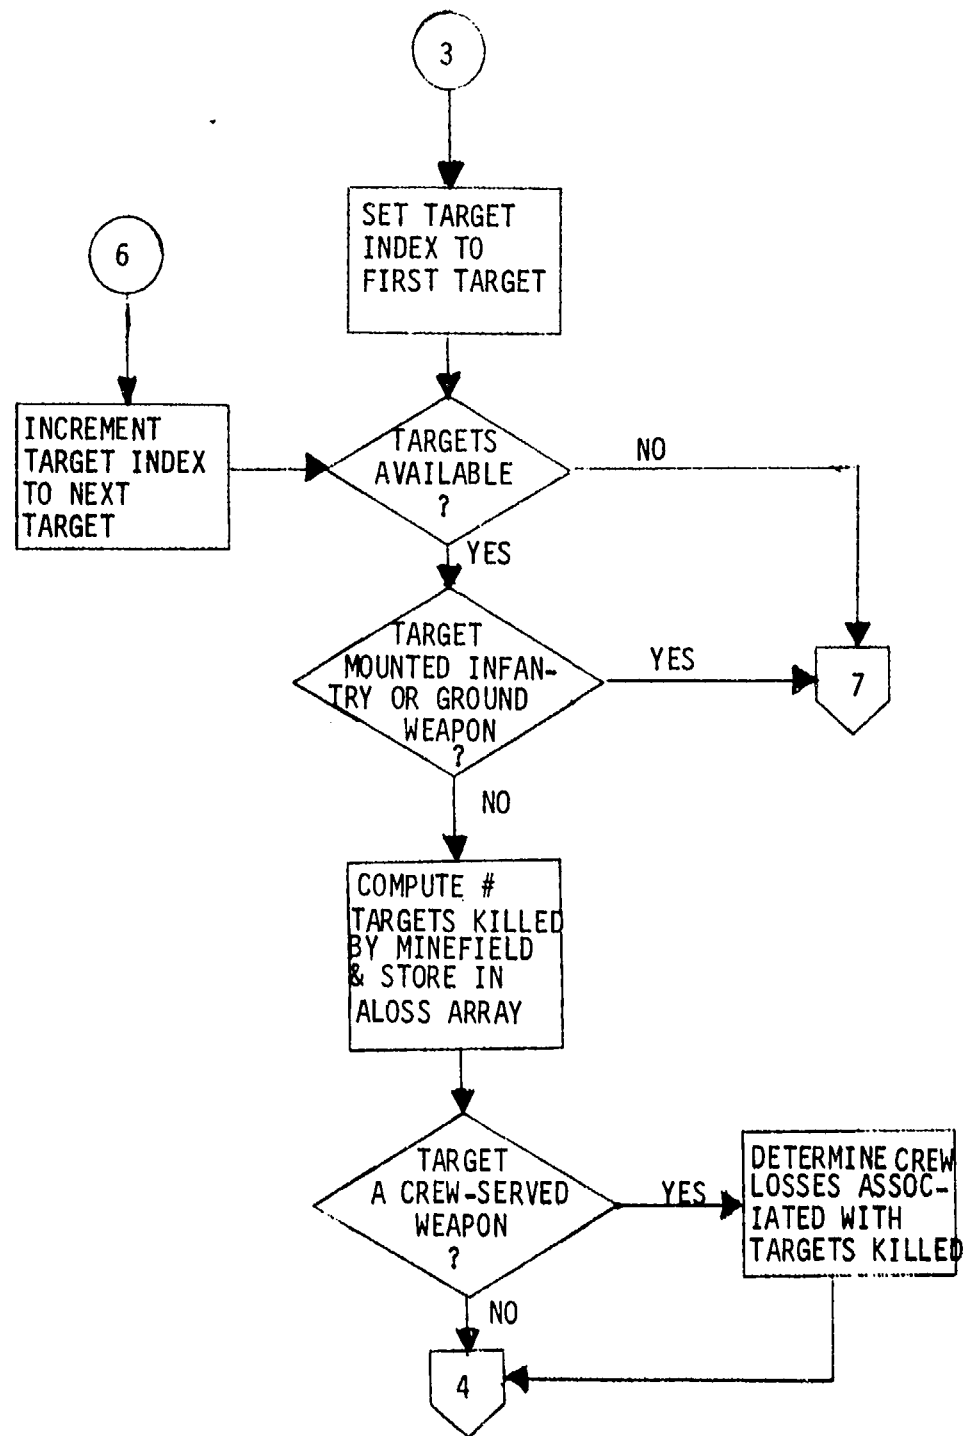 3
SET TARGET
INDEX TO
FIRST TARGET
6
INCREMENT
TARGET INDEX
TO NEXT
TARGET
TARGETS
AVAILABLE
?
NO
YES
TARGET
MOUNTED INFAN-
TRY OR GROUND
WEAPON
?
YES
7
NO
COMPUTE #
TARGETS KILLED
BY MINEFIELD
& STORE IN
ALOSS ARRAY
TARGET
A CREW-SERVED
WEAPON
?
YES
DETERMINE CREW
LOSSES ASSOC-
IATED WITH
TARGETS KILLED
NO
4